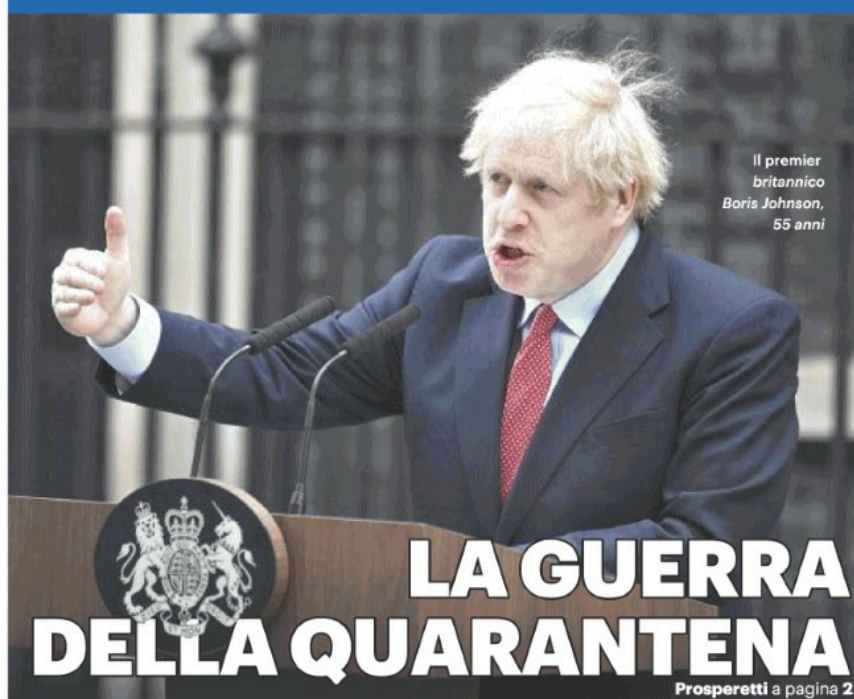 Il premier
britannico
Boris Johnson,
55 anni
LA GUERRA
DELLA QUARANTENA
Prosperetti a pagina 2